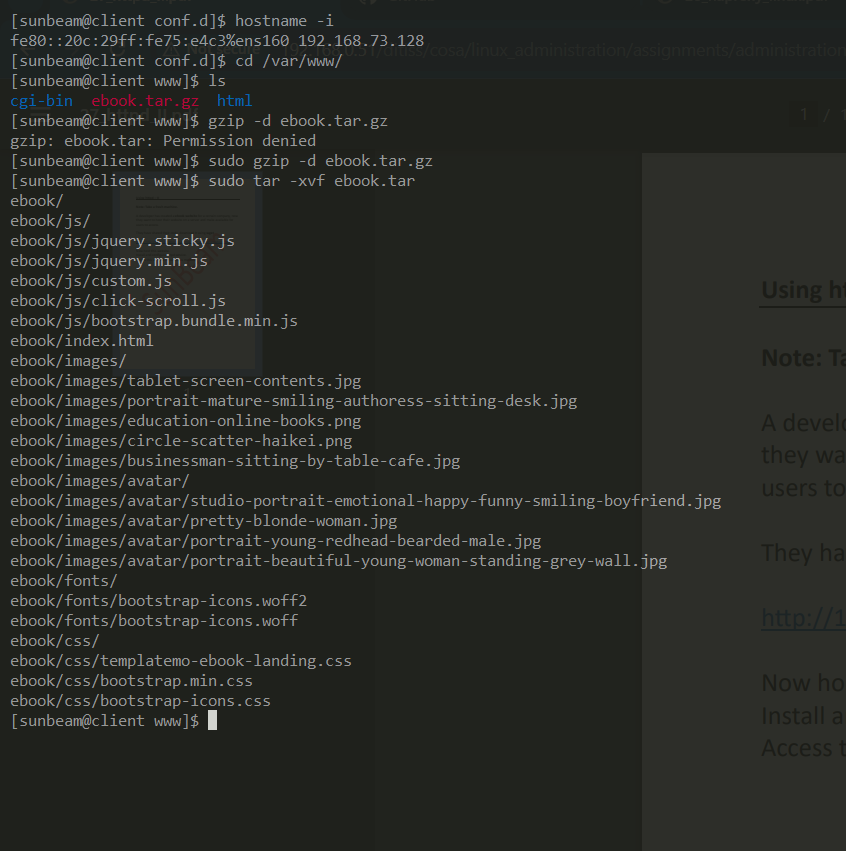 [sunbeam@client conf.d]$ hostname -i
fe80::20c:29ff:fe75:e4c3%ens160 192.168.73.128
[sunbeam@client conf.d]$ cd /var/www/
[sunbeam@client www]$ ls
cgi-bin  ebook.tar.gz  html
[sunbeam@client www]$ gzip -d ebook.tar.gz
gzip: ebook.tar: Permission denied
[sunbeam@client www]$ sudo gzip -d ebook.tar.gz
[sunbeam@client www]$ sudo tar -xvf ebook.tar
ebook/
ebook/js/
ebook/js/jquery.sticky.js
ebook/js/jquery.min.js
ebook/js/custom.js
ebook/js/click-scroll.js
ebook/js/bootstrap.bundle.min.js
ebook/index.html
ebook/images/
ebook/images/tablet-screen-contents.jpg
ebook/images/portrait-mature-smiling-authoress-sitting-desk.jpg
ebook/images/education-online-books.png
ebook/images/circle-scatter-haikei.png
ebook/images/businessman-sitting-by-table-cafe.jpg
ebook/images/avatar/
ebook/images/avatar/studio-portrait-emotional-happy-funny-smiling-boyfriend.jpg
ebook/images/avatar/pretty-blonde-woman.jpg
ebook/images/avatar/portrait-young-redhead-bearded-male.jpg
ebook/images/avatar/portrait-beautiful-young-woman-standing-grey-wall.jpg
ebook/fonts/
ebook/fonts/bootstrap-icons.woff2
ebook/fonts/bootstrap-icons.woff
ebook/css/
ebook/css/templatemo-ebook-landing.css
ebook/css/bootstrap.min.css
ebook/css/bootstrap-icons.css
[sunbeam@client www]$
/cosa/linux_administration/assignments/administration
1 /
Using
Note:
A
they
users to
They
http://1
Now
Install
Access